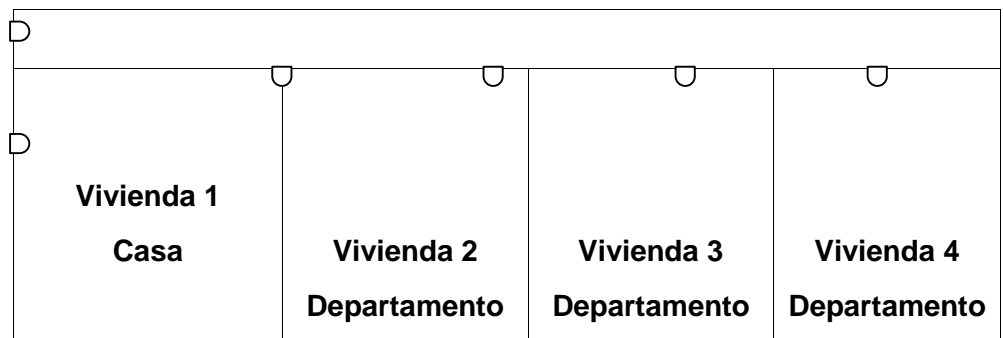 Vivienda 1
Casa
Vivienda 2
Departamento
Vivienda 3
Departamento
Vivienda 4
Departamento